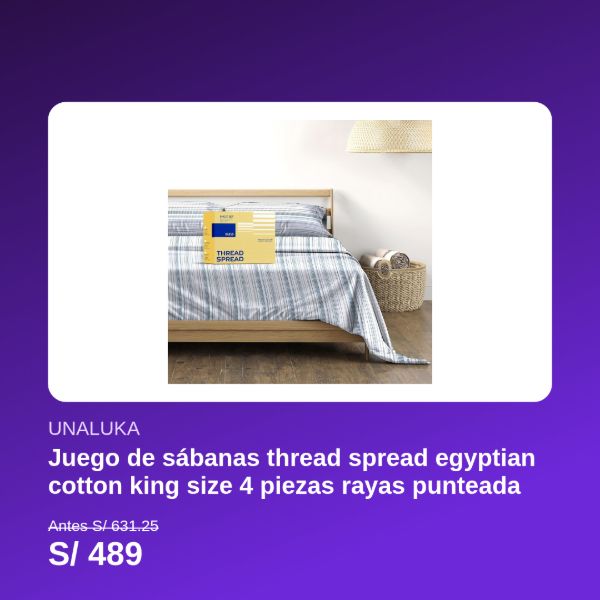 THREAD
SPREAD
UNALUKA
Juego de sábanas thread spread egyptian
cotton king size 4 piezas rayas punteada
Antes S/ 631.25
S/ 489